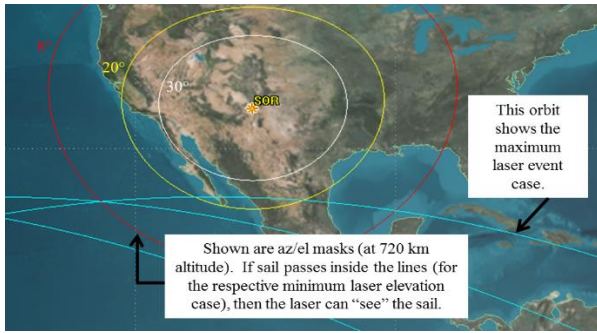 20°
30°
SOR
This orbit
shows the
maximum
laser event
case.
Shown are az/el masks (at 720 km
altitude). If sail passes inside the lines (for
the respective minimum laser elevation
case), then the laser can “see” the sail.